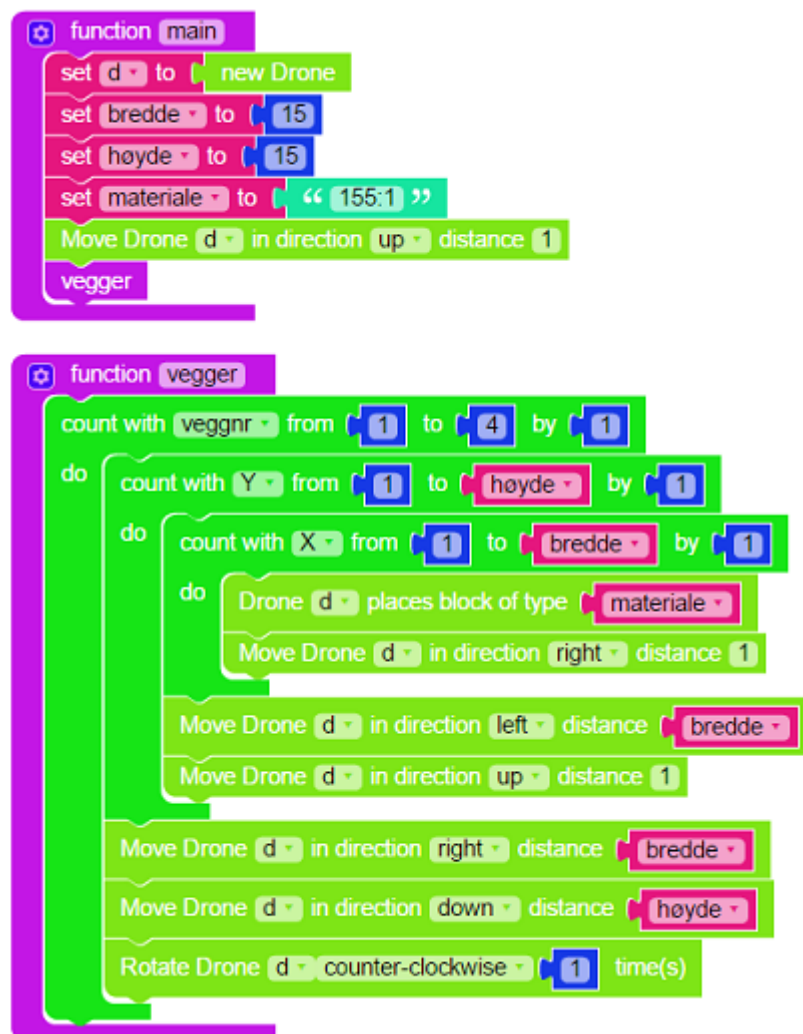 function main
set d to new Drone
set bredde to 15
set høyde to 15
set materiale to “ 155:1 ”
Move Drone d in direction up distance 1
vegger
function vegger
count with veggnr from 1 to 4 by 1
do count with Y from 1 to høyde by 1
do count with X from 1 to bredde by 1
do Drone d places block of type materiale
Move Drone d in direction right distance 1
Move Drone d in direction left distance bredde
Move Drone d in direction up distance 1
Move Drone d in direction right distance bredde
Move Drone d in direction down distance høyde
Rotate Drone d counter-clockwise 1 time(s)